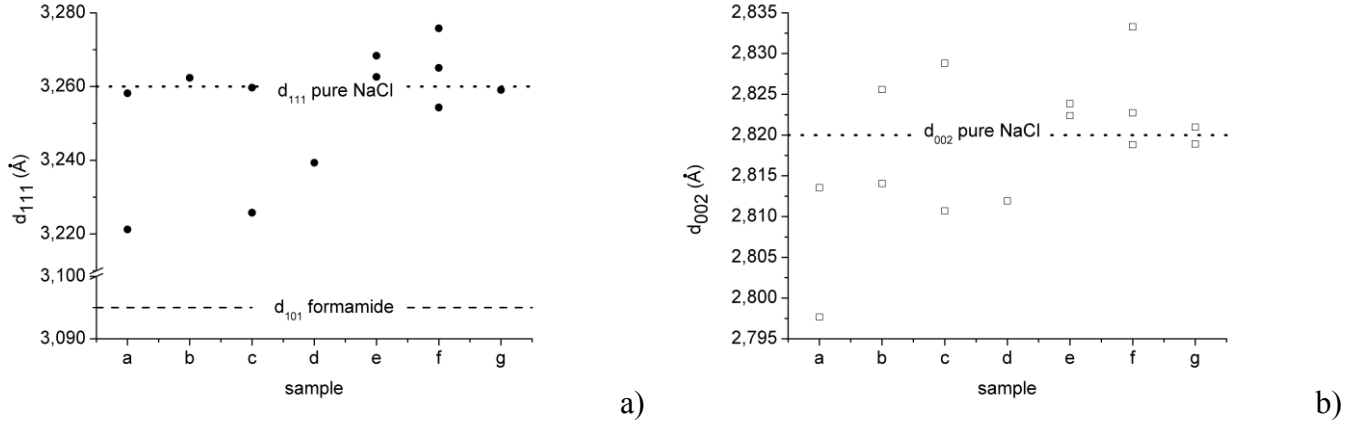 3,280
3,260
3,240
3,220
3,100
3,090
d111 (Å)
d111 pure NaCl
d101 formamide
a b c d e f g
sample
a)
2,835
2,830
2,825
2,820
2,815
2,810
2,805
2,800
2,795
d002 (Å)
d002 pure NaCl
a b c d e f g
sample
b)